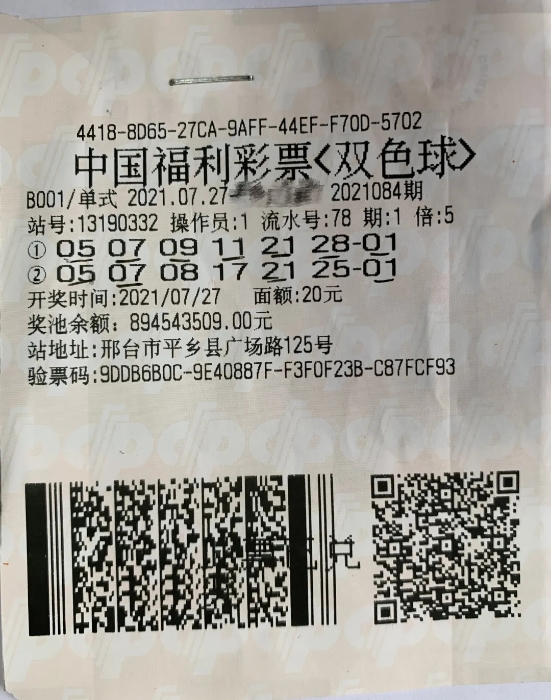 4418-8D65-27CA-9AFF-44EF-F70D-5702
中国福利彩票<双色球>
B001/单式 2021.07.27- 2021084期
站号:13190332 操作员:1 流水号:78 期:1 倍:5
① 05 07 09 11 21 28-01
② 05 07 08 17 21 25-01
开奖时间:2021/07/27 面额:20元
奖池余额：894543509.00元
站地址:邢台市平乡县广场路125号
验票码:9DDB6B0C-9E40887F-F3F0F23B-C87FCF93
票已兑